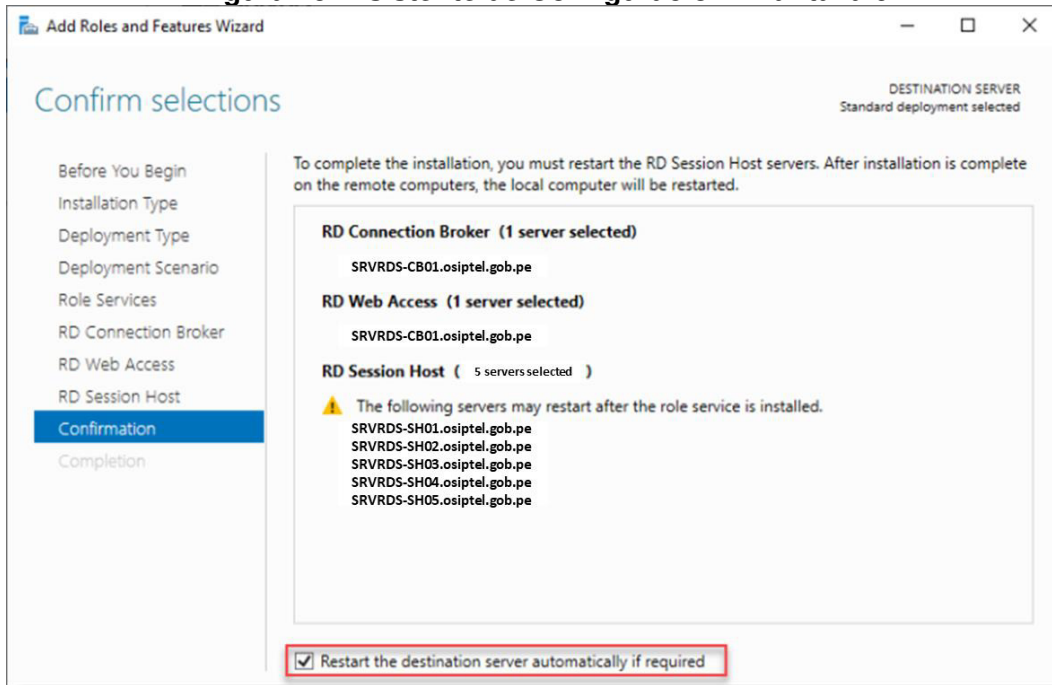 Add Roles and Features Wizard
Confirm selections
DESTINATION SERVER
Standard deployment selected
Before You Begin
Installation Type
Deployment Type
Deployment Scenario
Role Services
RD Connection Broker
RD Web Access
RD Session Host
Confirmation
Completion
To complete the installation, you must restart the RD Session Host servers. After installation is complete
on the remote computers, the local computer will be restarted.
RD Connection Broker (1 server selected)
SRVRDS-CB01.osiptel.gob.pe
RD Web Access (1 server selected)
SRVRDS-CB01.osiptel.gob.pe
RD Session Host ( 5 servers selected )
The following servers may restart after the role service is installed.
SRVRDS-SH01.osiptel.gob.pe
SRVRDS-SH02.osiptel.gob.pe
SRVRDS-SH03.osiptel.gob.pe
SRVRDS-SH04.osiptel.gob.pe
SRVRDS-SH05.osiptel.gob.pe
Restart the destination server automatically if required